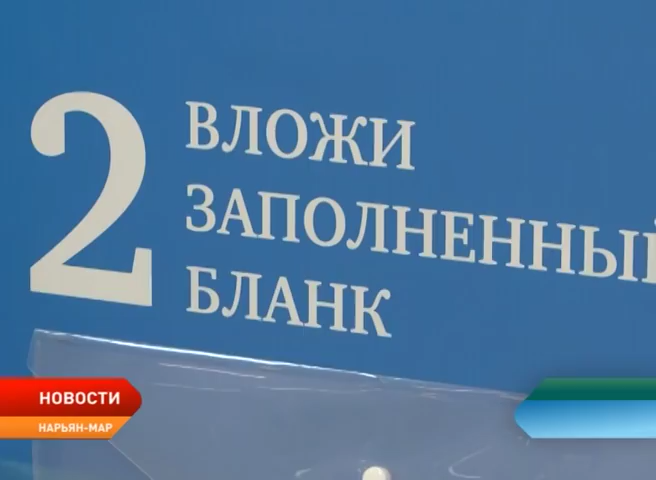 2
ВЛОЖИ
ЗАПОЛНЕННЫЙ
БЛАНК
НОВОСТИ
НАРЬЯН-МАР